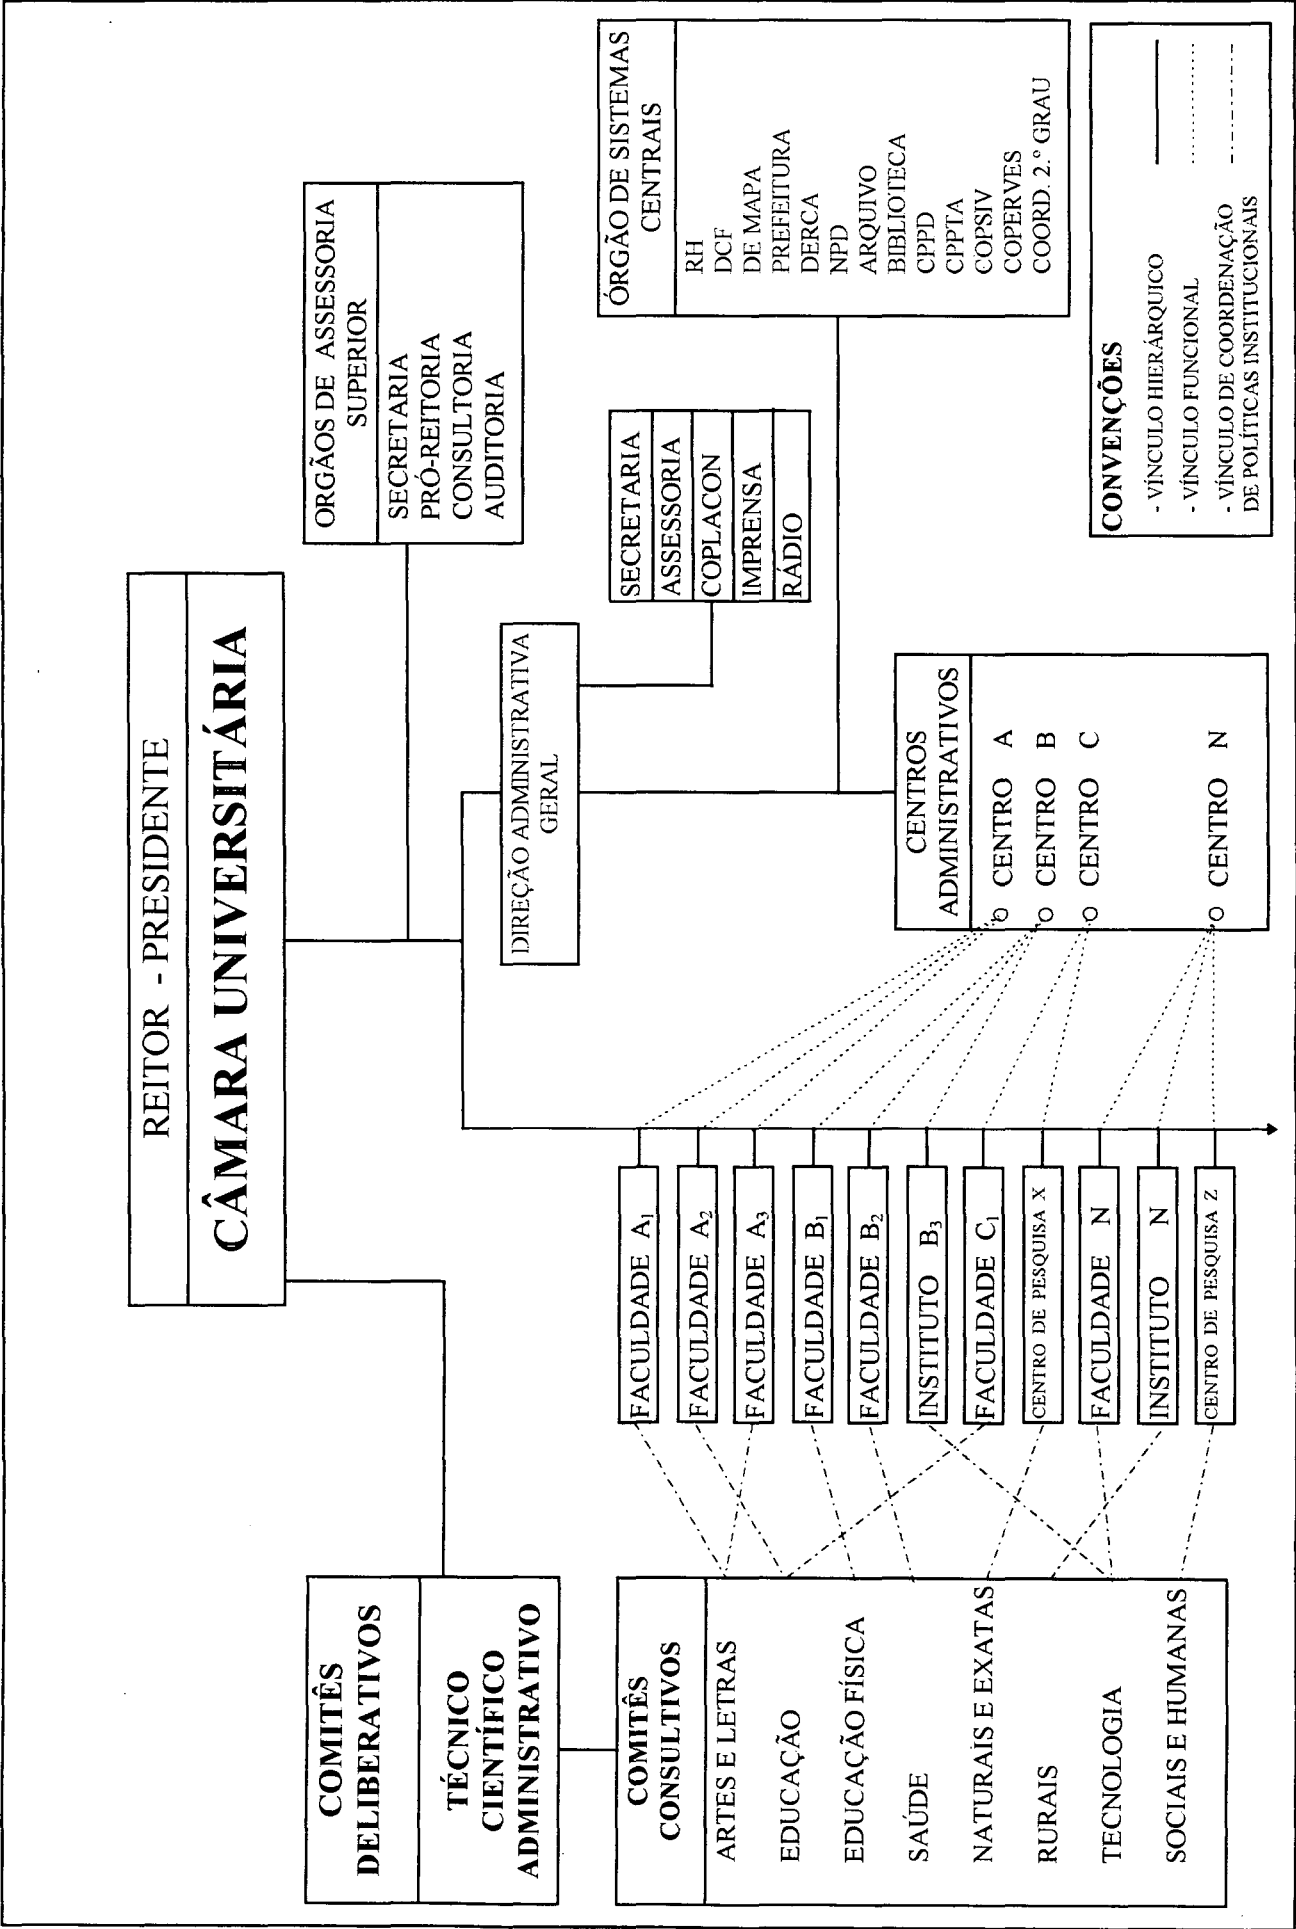 REITOR - PRESIDENTE
CÂMARA UNIVERSITÁRIA
COMITÊS
DELIBERATIVOS
TÉCNICO
CIENTÍFICO
ADMINISTRATIVO
ORGÃOS DE ASSESSORIA
SUPERIOR
SECRETARIA
PRÓ-REITORIA
CONSULTORIA
AUDITORIA
DIREÇÃO ADMINISTRATIVA
GERAL
SECRETARIA
ASSESSORIA
COPLACON
IMPRENSA
RÁDIO
ÓRGÃO DE SISTEMAS
CENTRAIS
RH
DCF
DE MAPA
PREFEITURA
DERCA
NPD
ARQUIVO
BIBLIOTECA
CPPD
CPPTA
COPSIV
COPERVES
COORD. 2.º GRAU
COMITÊS
CONSULTIVOS
ARTES E LETRAS
EDUCAÇÃO
EDUCAÇÃO FÍSICA
SAÚDE
NATURAIS E EXATAS
RURAIS
TECNOLOGIA
SOCIAIS E HUMANAS
FACULDADE A1
FACULDADE A2
FACULDADE A3
FACULDADE B1
FACULDADE B2
INSTITUTO B3
FACULDADE C1
CENTRO DE PESQUISA X
FACULDADE N
INSTITUTO N
CENTRO DE PESQUISA Z
CENTROS
ADMINISTRATIVOS
O CENTRO A
O CENTRO B
O CENTRO C
O CENTRO N
CONVENÇÕES
- VÍNCULO HIERÁRQUICO
- VÍNCULO FUNCIONAL
- VÍNCULO DE COORDENAÇÃO
DE POLÍTICAS INSTITUCIONAIS